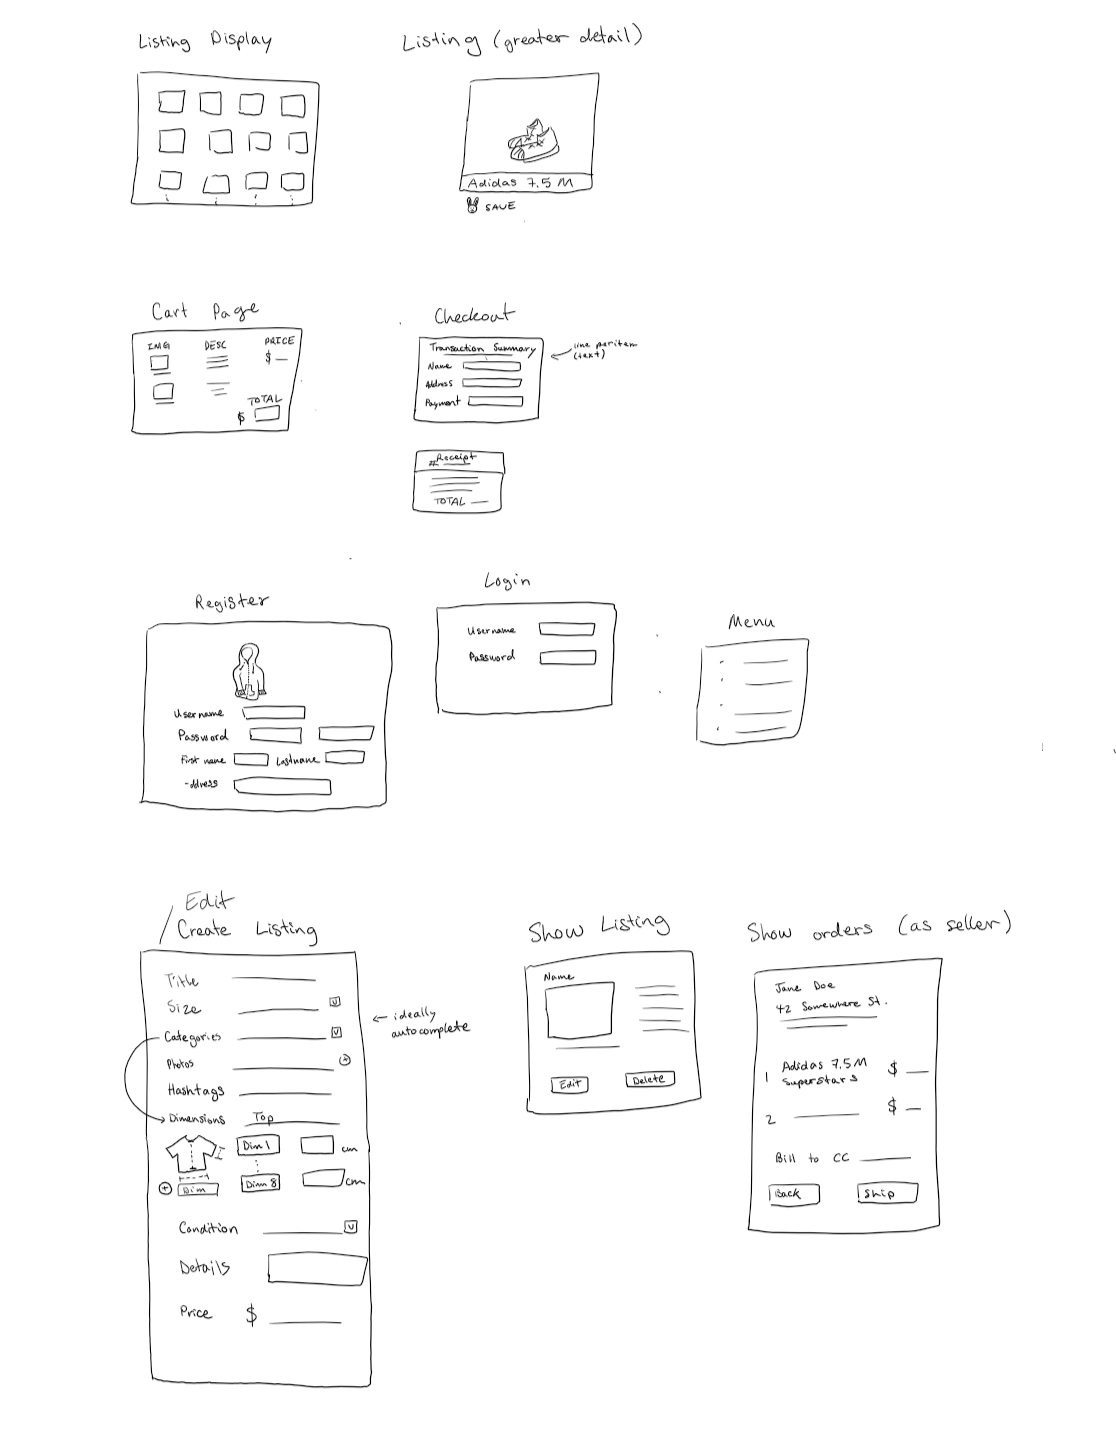 Listing Display
Listing (greater detail)
Adidas 7.5 M
SAVE
Cart Page
IMG DESC PRICE
$
TOTAL
$
Checkout
Transaction Summary
Name
Address
Payment
line per item
(text)
#Receipt
TOTAL
Register
Username
Password
First name Lastname
-ddress
Login
Username
Password
Menu
Edit
/ Create Listing
Title
Size
Categories
Photos
Hashtags
Dimensions Top
Dim 1 cm
Dim Dim 8 cm
Condition
Details
Price $
← ideally
autocomplete
Show Listing
Name
Edit Delete
Show orders (as seller)
Jane Doe
42 Somewhere St.
1 Adidas 7.5M $
Superstars
2 $
Bill to CC
Back Ship